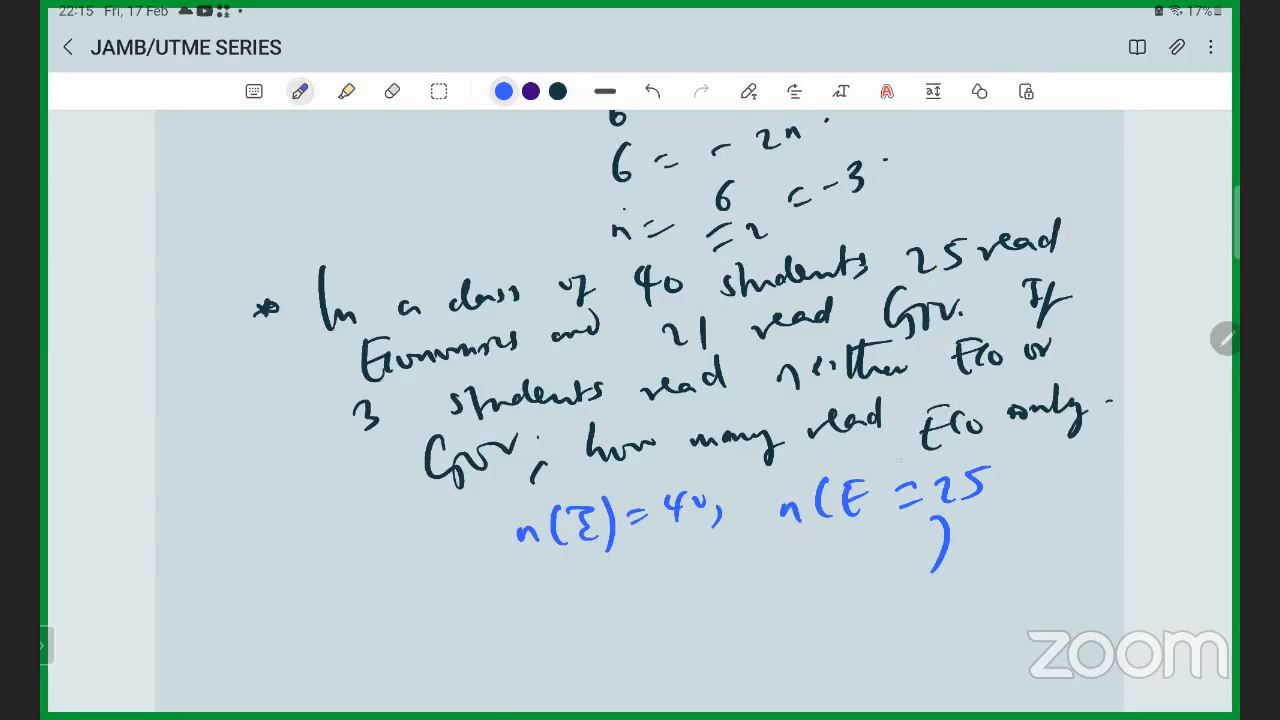 22:15 Fri, 17 Feb
17%
JAMB/UTME SERIES
6
6 = -2n.
n = 6 = -3.
=2
* In a class of 40 students 25 read
Economics and 21 read Gov. If
3 students read neither Eco or
Gov; how many read Eco only.
n(Σ) = 40, n(E = 25
)
zoom